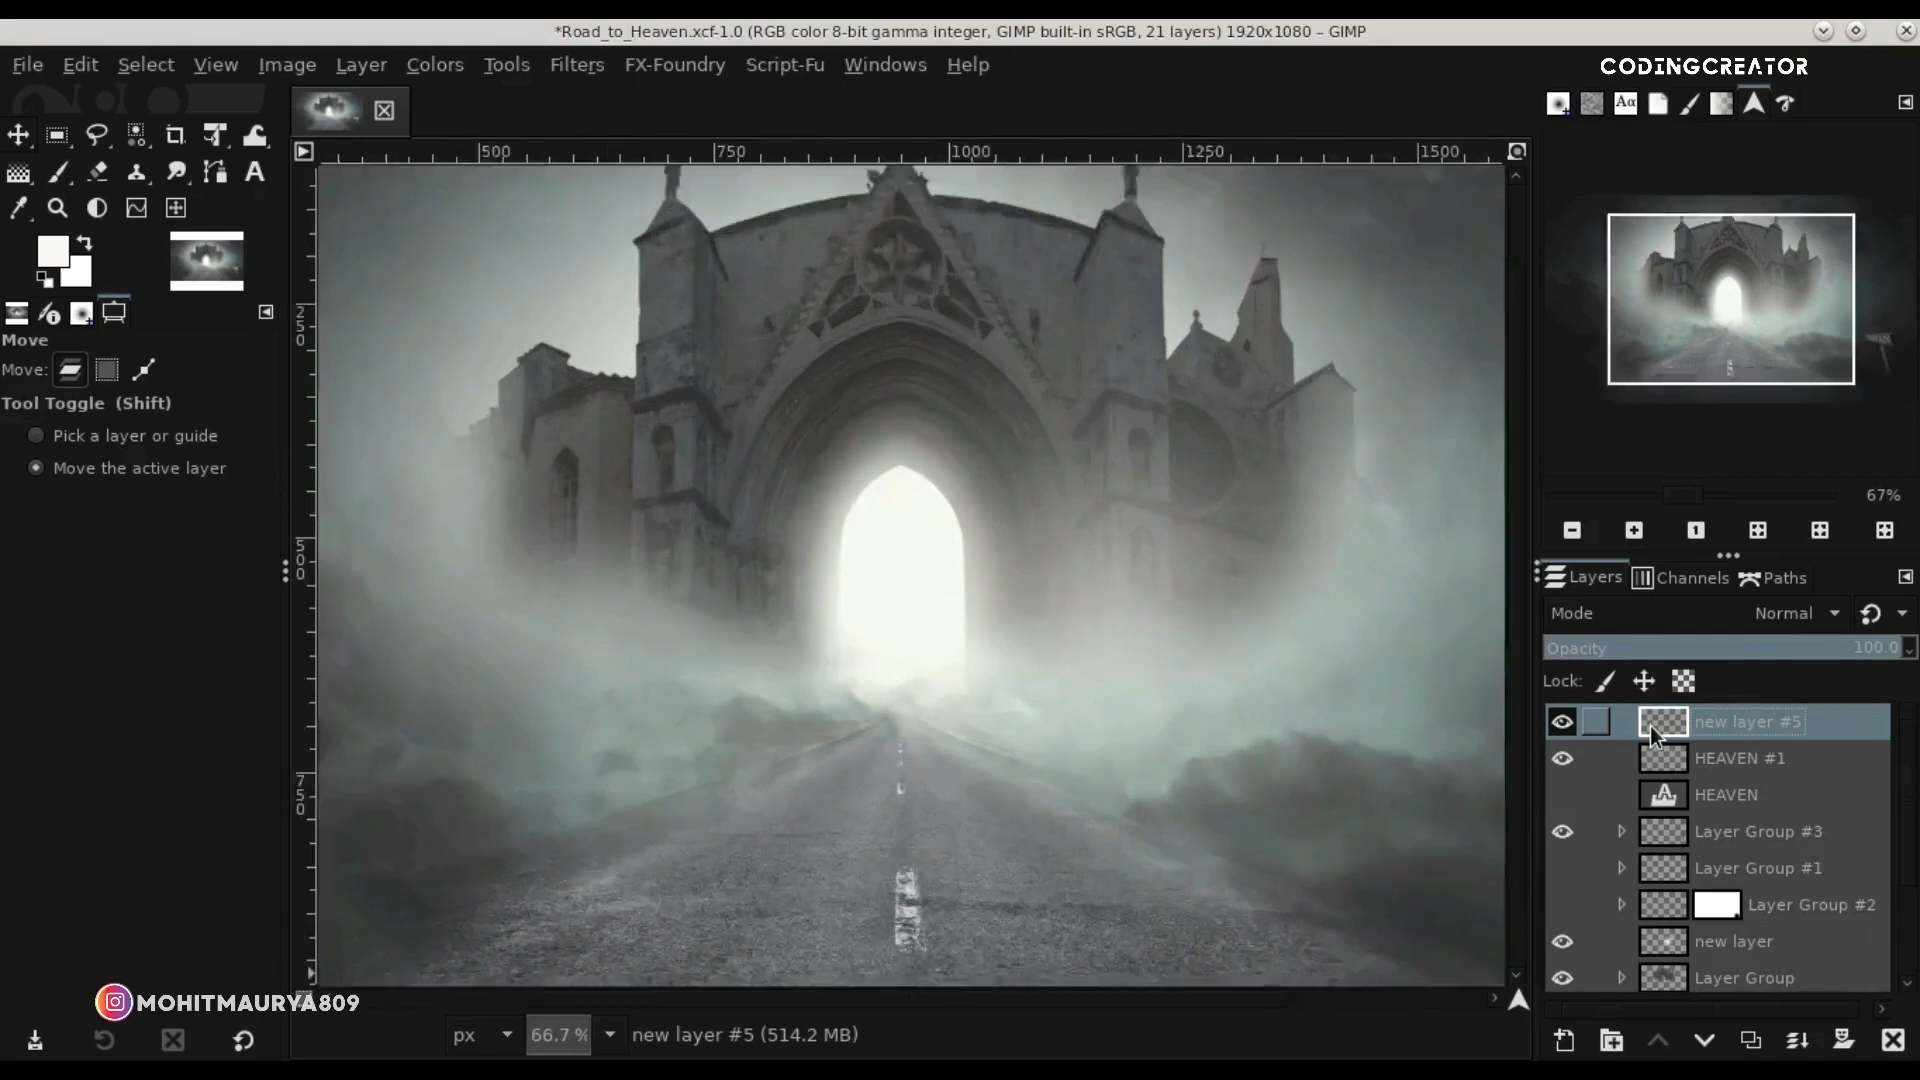 *Road_to_Heaven.xcf-1.0 (RGB color 8-bit gamma integer, GIMP built-in sRGB, 21 layers) 1920x1080 – GIMP
File Edit Select View Image Layer Colors Tools Filters FX-Foundry Script-Fu Windows Help
CODINGCREATOR
Aα
500 750 1000 1250 1500
250
500
750
Move
Move:
Tool Toggle (Shift)
Pick a layer or guide
Move the active layer
67%
Layers Channels Paths
Mode Normal
Opacity 100.0
Lock:
new layer #5
HEAVEN #1
HEAVEN
Layer Group #3
Layer Group #1
Layer Group #2
new layer
Layer Group
MOHITMAURYA809
px 66.7 % new layer #5 (514.2 MB)